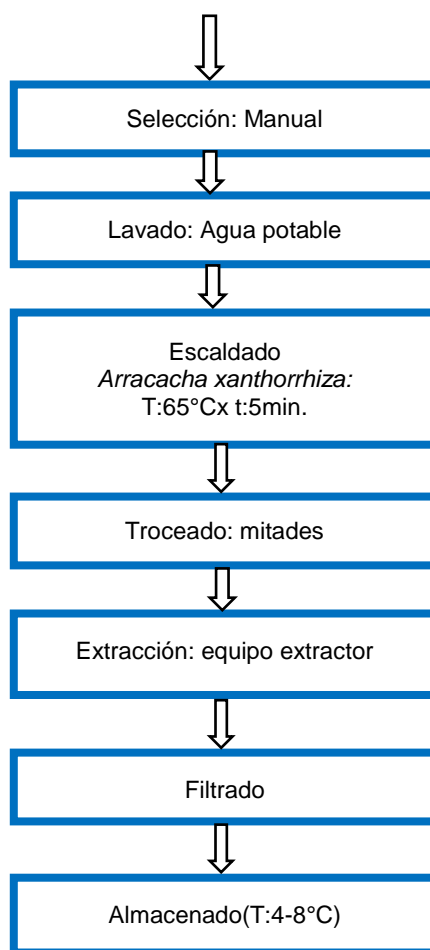 Selección: Manual
Lavado: Agua potable
Escaldado
Arracacha xanthorrhiza:
T:65°Cx t:5min.
Troceado: mitades
Extracción: equipo extractor
Filtrado
Almacenado(T:4-8°C)